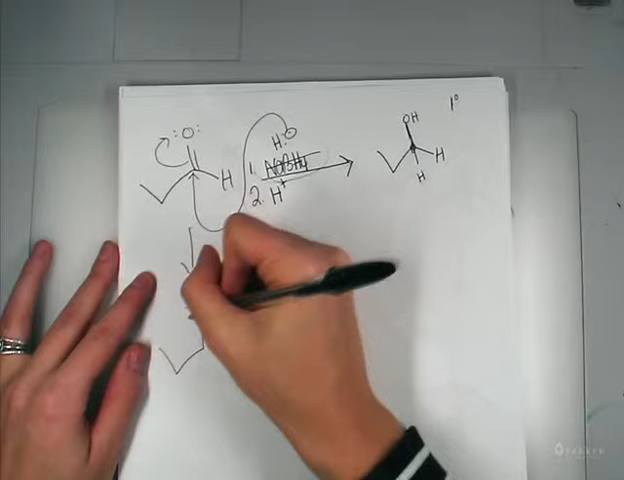 :O:
H
H:⊖
1. NaBH4
2. H+
OH
H
H
1°